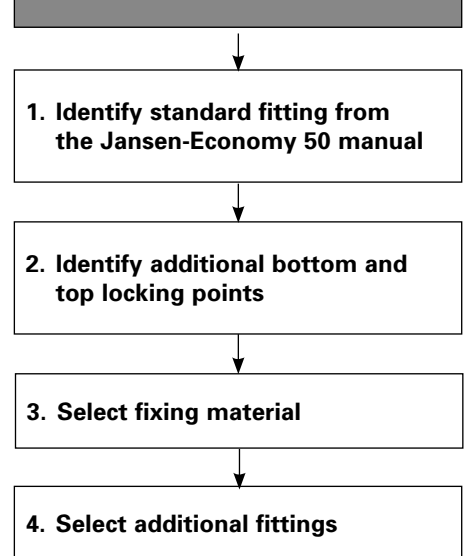 1. Identify standard fitting from
the Jansen-Economy 50 manual
2. Identify additional bottom and
top locking points
3. Select fixing material
4. Select additional fittings